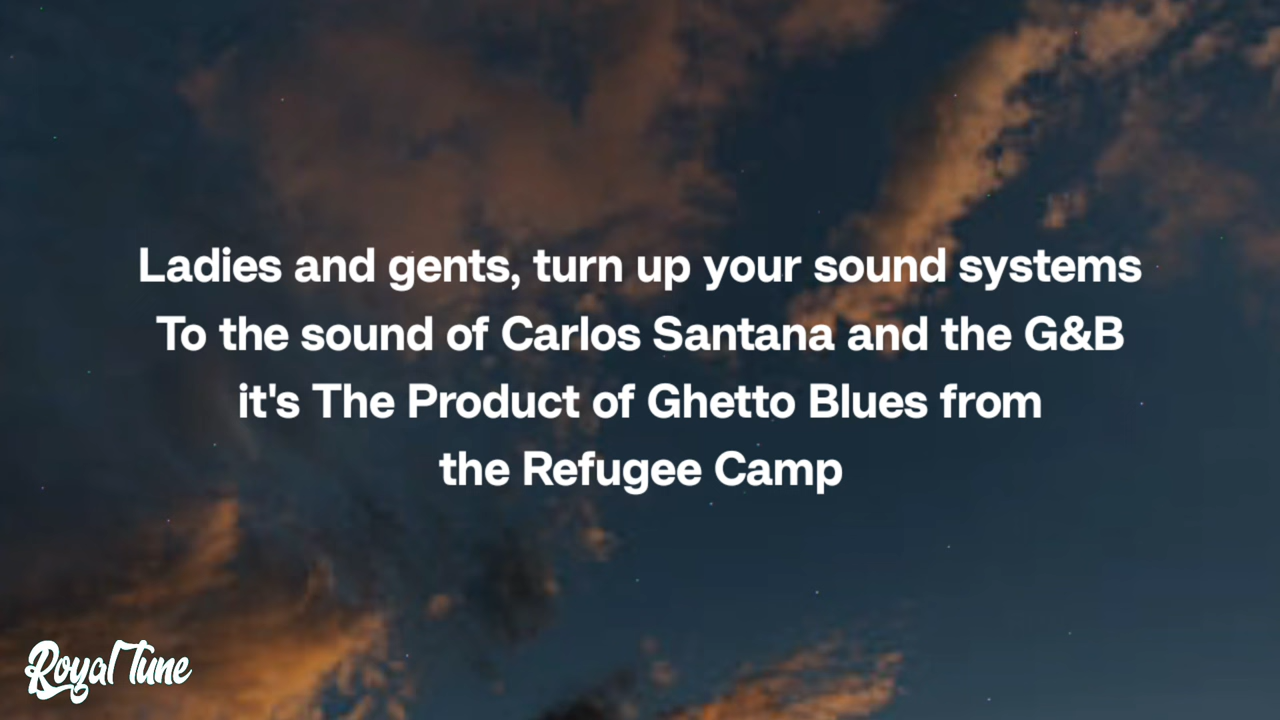 Ladies and gents, turn up your sound systems
To the sound of Carlos Santana and the G&B
it's The Product of Ghetto Blues from
the Refugee Camp
Royal Tune